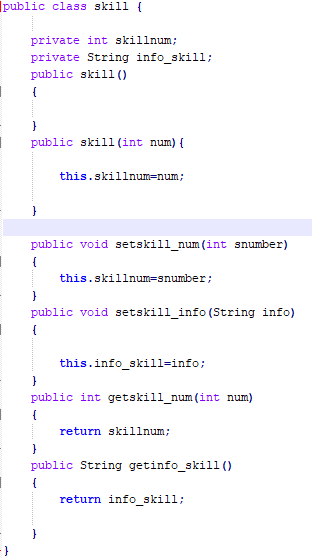 public class skill {
private int skillnum;
private String info_skill;
public skill()
{
}
public skill(int num){
this.skillnum=num;
}
public void setskill_num(int snumber)
{
this.skillnum=snumber;
}
public void setskill_info(String info)
{
this.info_skill=info;
}
public int getskill_num(int num)
{
return skillnum;
}
public String getinfo_skill()
{
return info_skill;
}
}